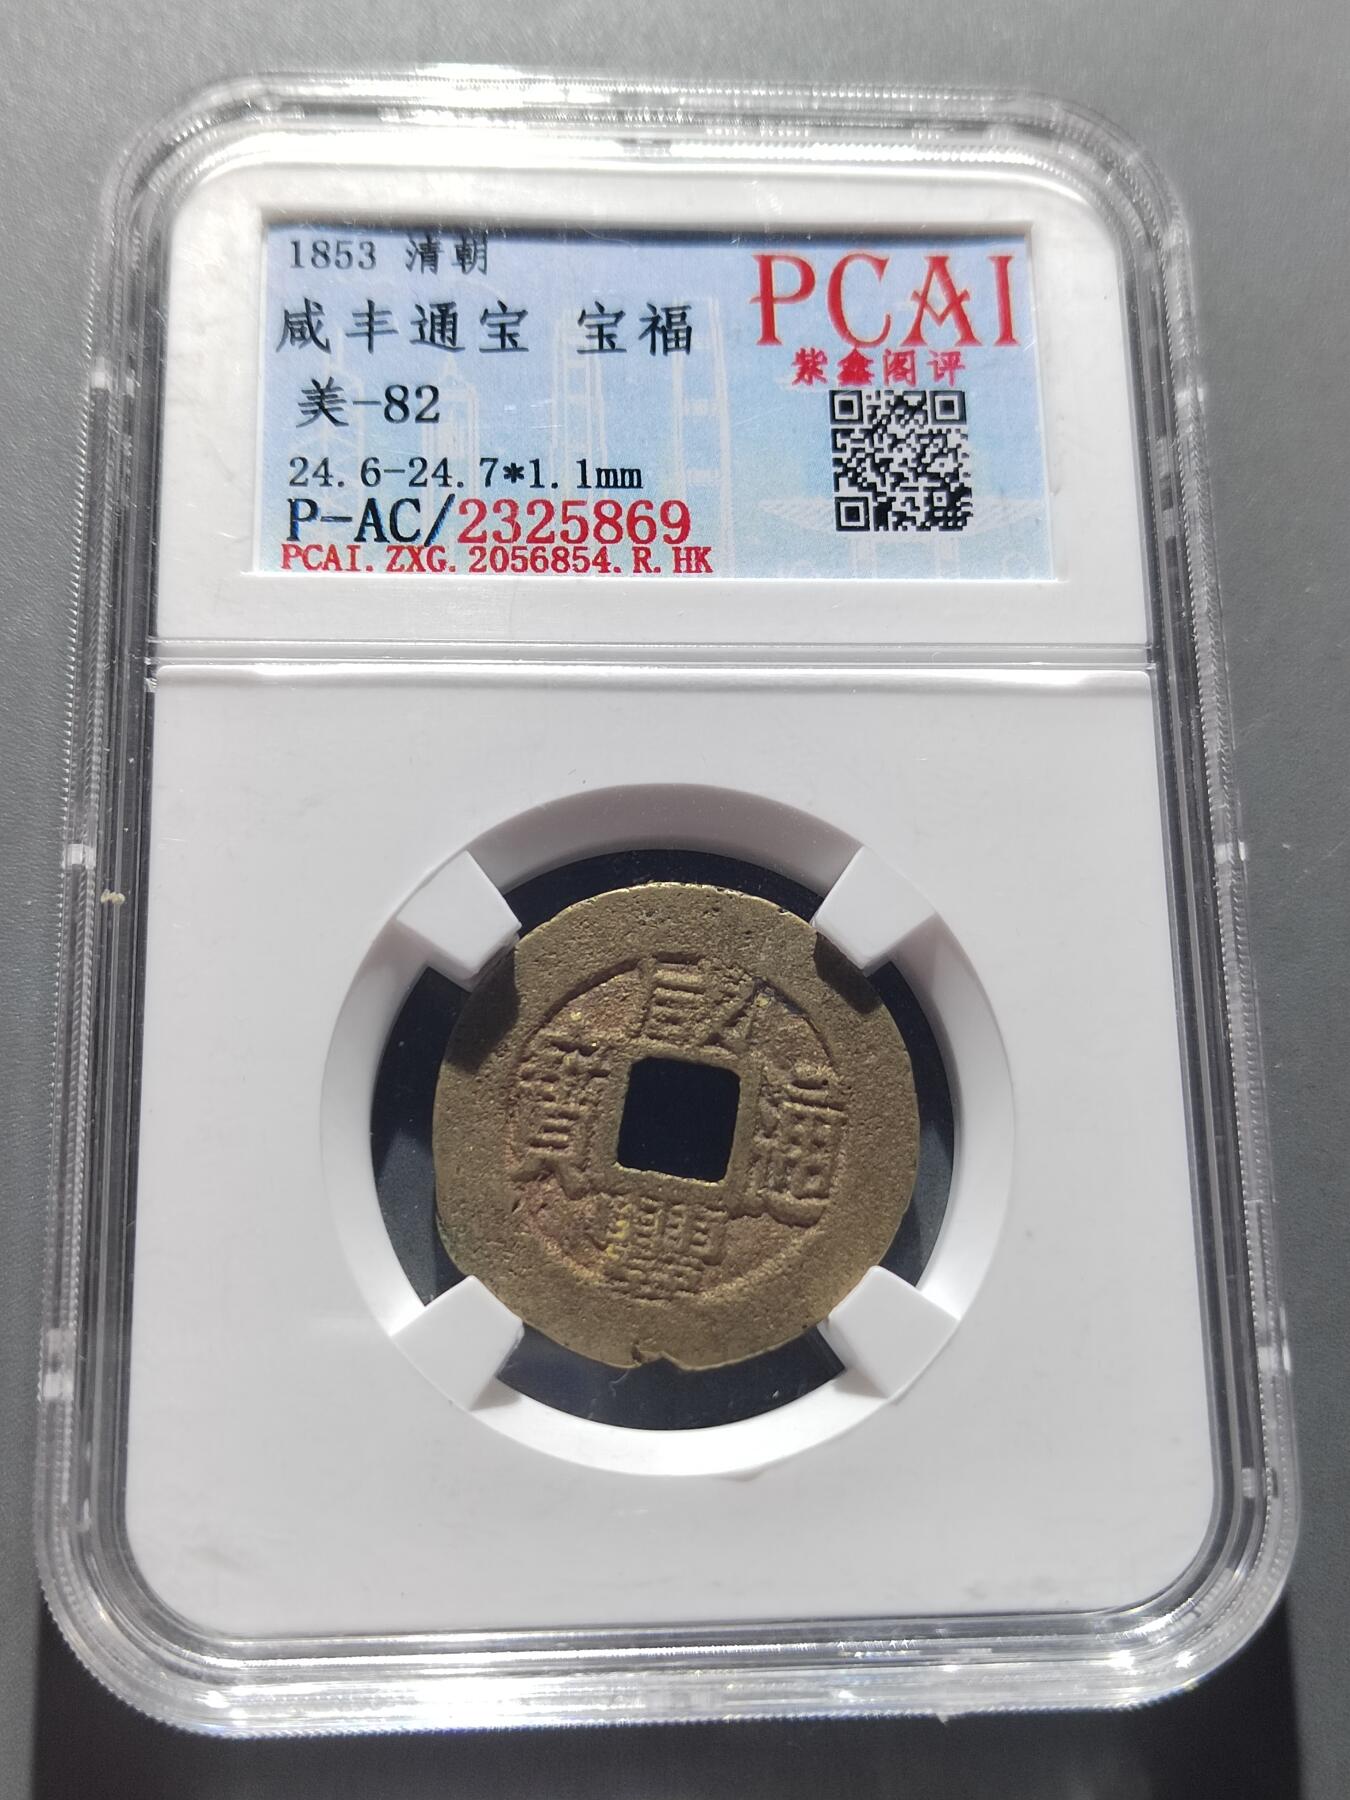 1853 清朝
咸丰通宝 宝福
美-82
24.6-24.7*1.1mm
P-AC/2325869
PCAI.ZXG.2056854.R.HK
PCAI
紫鑫阁评
咸
豐
通
寶